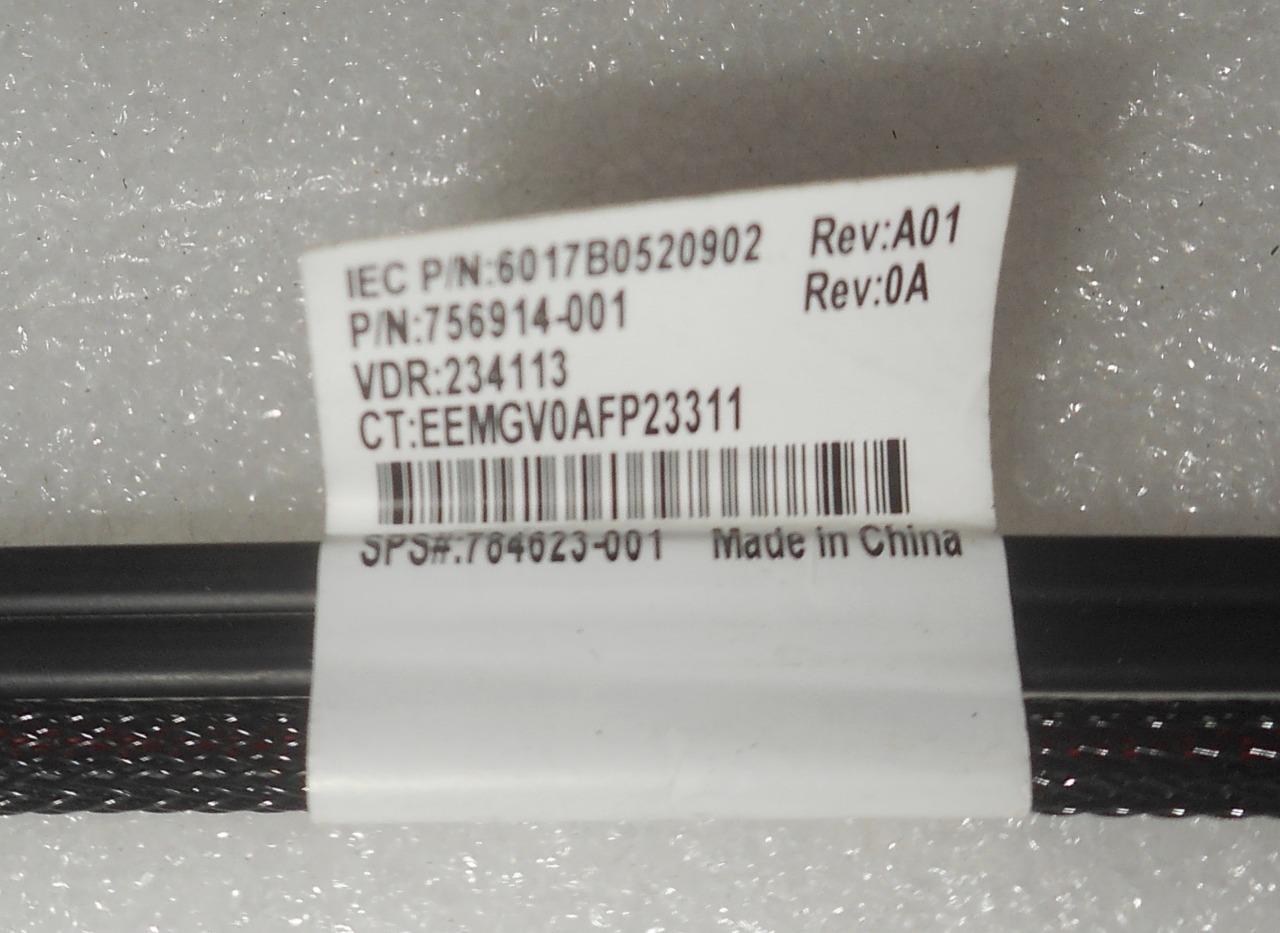 IEC P/N:6017B0520902 Rev:A01
P/N:756914-001 Rev:0A
VDR:234113
CT:EEMGV0AFP23311
SPS#:784623-001 Made in China